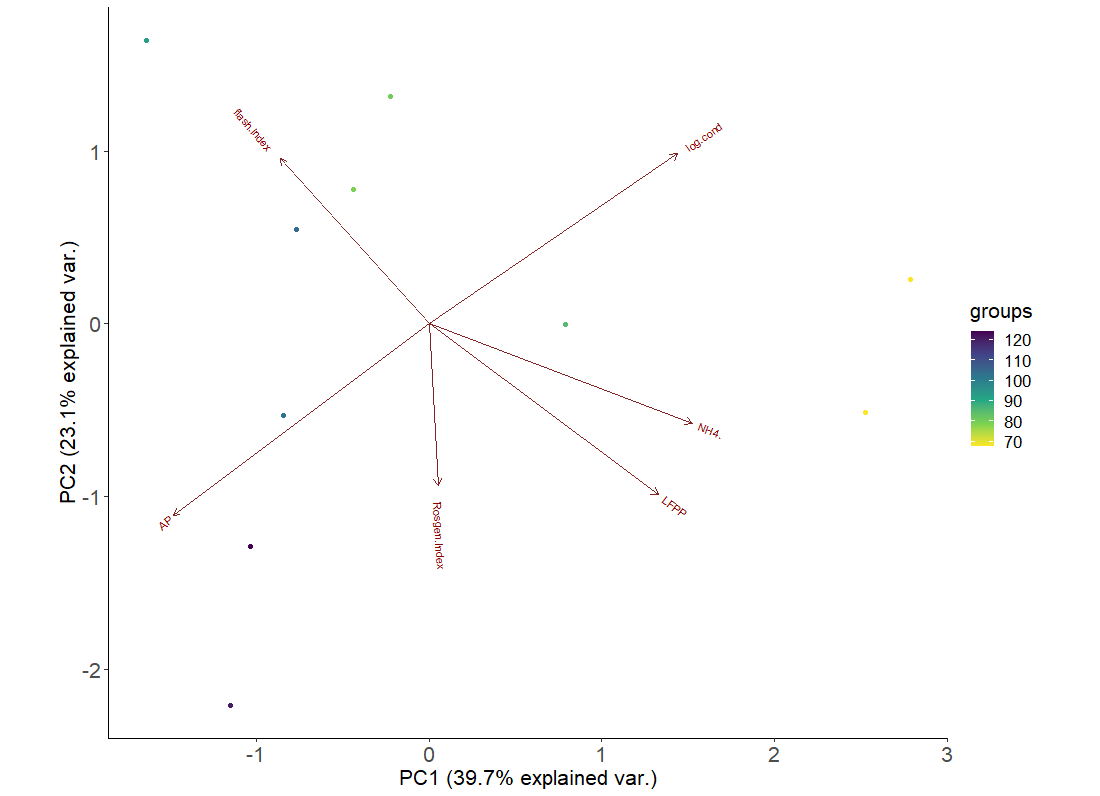 flash.Index
log.cond
NH4.
LFPP
Rosgen.Index
AP
1
0
-1
-2
-1
0
1
2
3
PC1 (39.7% explained var.)
PC2 (23.1% explained var.)
groups
120
110
100
90
80
70